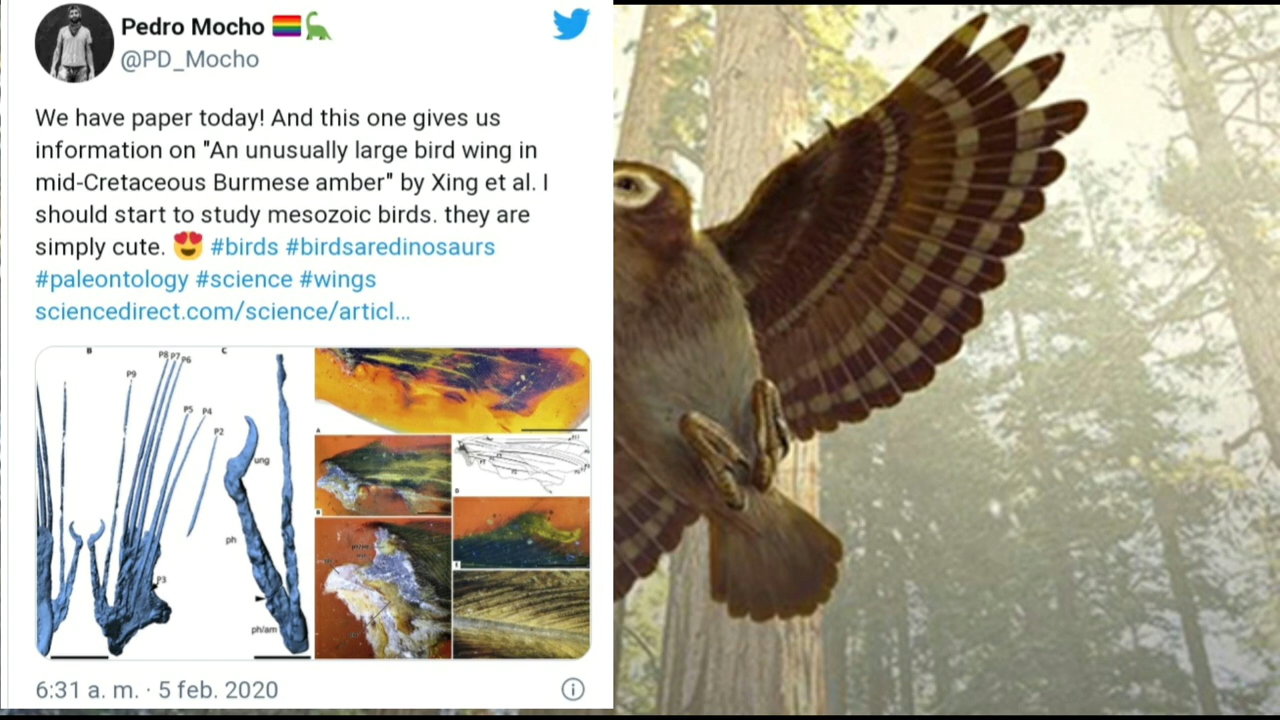 Pedro Mocho 🏳️‍🌈🦕
@PD_Mocho
We have paper today! And this one gives us
information on "An unusually large bird wing in
mid-Cretaceous Burmese amber" by Xing et al. I
should start to study mesozoic birds. they are
simply cute. 😍 #birds #birdsaredinosaurs
#paleontology #science #wings
sciencedirect.com/science/articl...
B
C
P8 P7 P6
P9
P5 P4
P2
ung
ph
P3
ph/am
A
B
D
E
6:31 a. m. · 5 feb. 2020